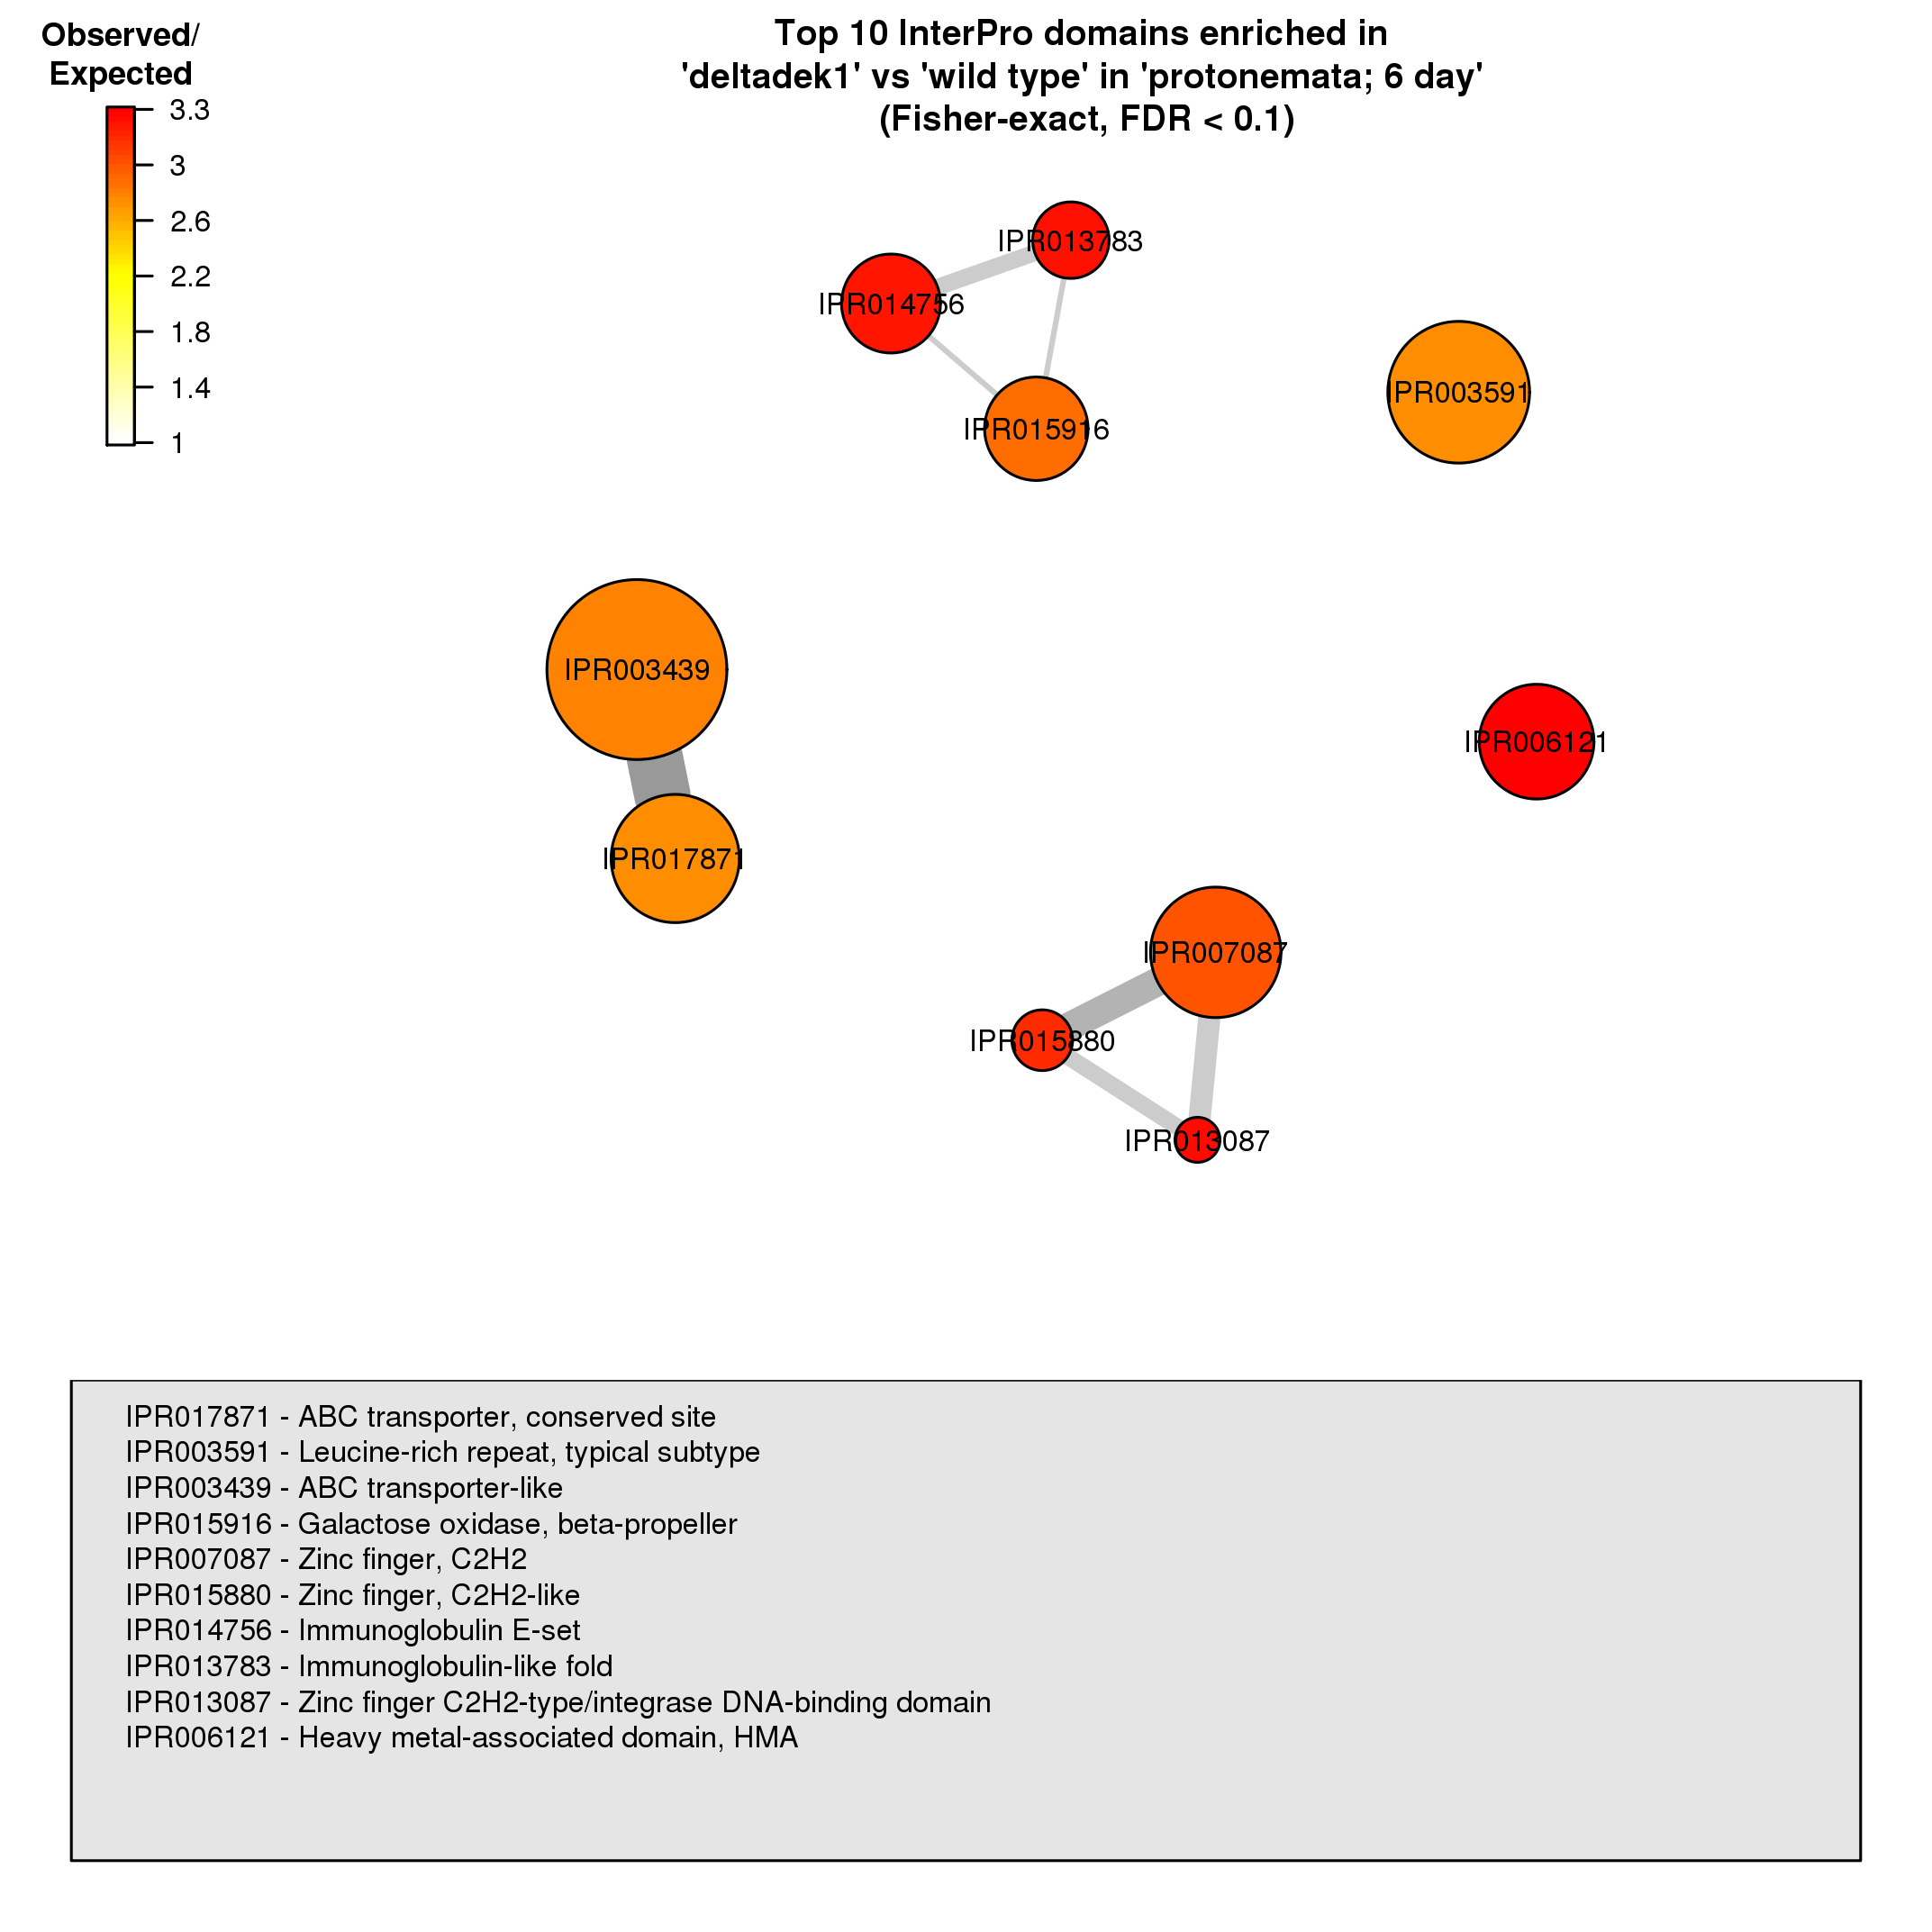 Observed/
Expected
3.3
3
2.6
2.2
1.8
1.4
1
Top 10 InterPro domains enriched in
'deltadek1' vs 'wild type' in 'protonemata; 6 day'
(Fisher-exact, FDR < 0.1)
IPR013783
IPR014756
IPR003591
IPR015916
IPR003439
IPR006121
IPR017871
IPR007087
IPR015880
IPR013087
IPR017871 - ABC transporter, conserved site
IPR003591 - Leucine-rich repeat, typical subtype
IPR003439 - ABC transporter-like
IPR015916 - Galactose oxidase, beta-propeller
IPR007087 - Zinc finger, C2H2
IPR015880 - Zinc finger, C2H2-like
IPR014756 - Immunoglobulin E-set
IPR013783 - Immunoglobulin-like fold
IPR013087 - Zinc finger C2H2-type/integrase DNA-binding domain
IPR006121 - Heavy metal-associated domain, HMA